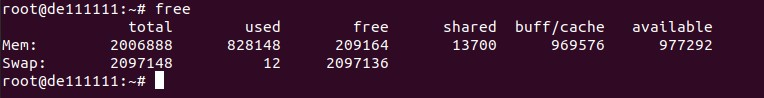 root@de111111:~# free
total used free shared buff/cache available
Mem: 2006888 828148 209164 13700 969576 977292
Swap: 2097148 12 2097136
root@de111111:~#